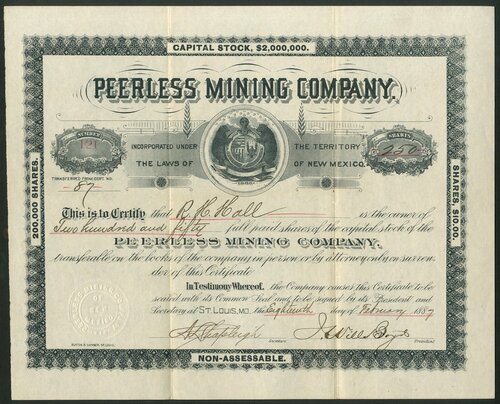 CAPITAL STOCK, $2,000,000.
PEERLESS MINING COMPANY.
NUMBER
121
SHARES
250
INCORPORATED UNDER
THE LAWS OF
THE TERRITORY
OF NEW MEXICO.
TRANSFERRED FROM CERT. NO.
87
200,000 SHARES.
SHARES, $10.00.
This is to Certify that R. H. Hall is the owner of
Two hundred and fifty full paid shares of the capital stock of the
PEERLESS MINING COMPANY.
transferable on the books of the company in person or by attorney only on surren-
der of this Certificate
In Testimony Whereof, the Company causes this Certificate to be
sealed with its Common Seal and to be signed by its President and
Secretary at ST. LOUIS, MO. the Eighteenth day of February 1887
J. Will Boyd
Secretary
President
NON-ASSESSABLE.